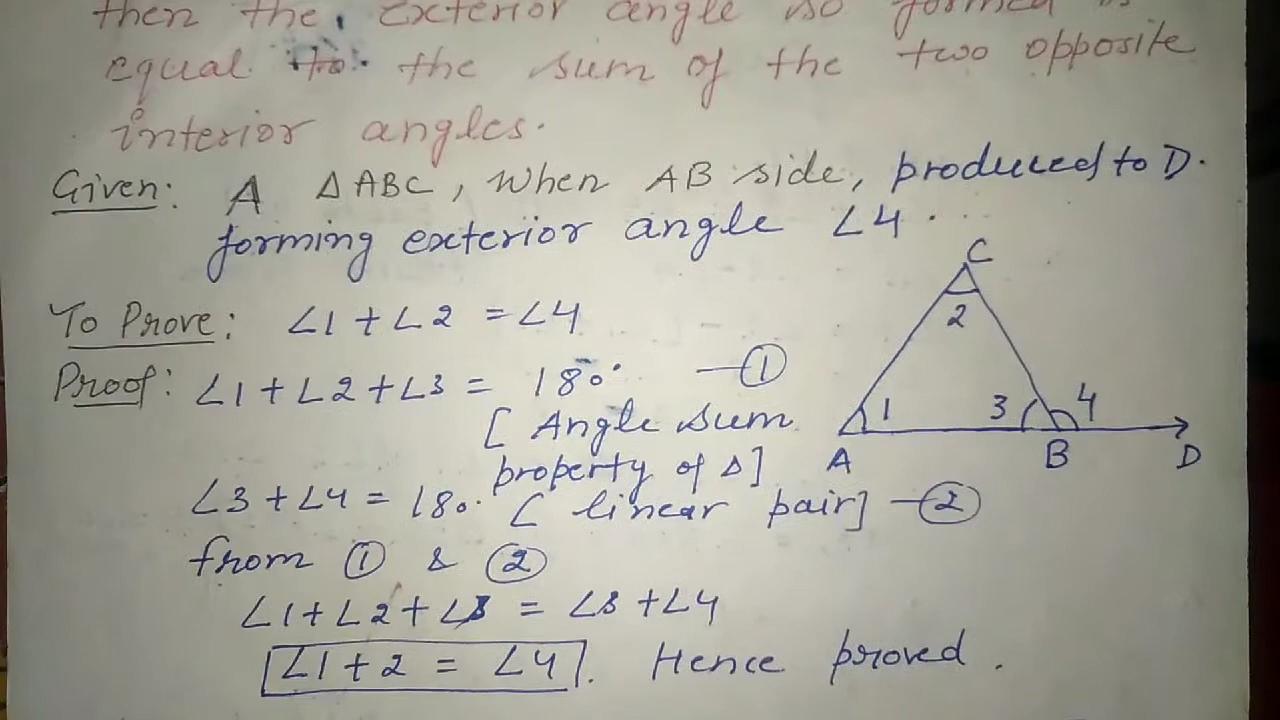 then the, exterior angle so formed is
equal to the sum of the two opposite
interior angles.
Given: A △ABC, When AB side, produced to D.
forming exterior angle ∠4.
To Prove: ∠1 + ∠2 = ∠4
Proof: ∠1 + ∠2 + ∠3 = 180° —①
[ Angle sum
property of △]
∠3 + ∠4 = 180° [ linear pair] —②
from ① & ②
∠1 + ∠2 + ∠3 = ∠3 + ∠4
∠1 + 2 = ∠4. Hence proved.
C
2
1 3 4
A B D